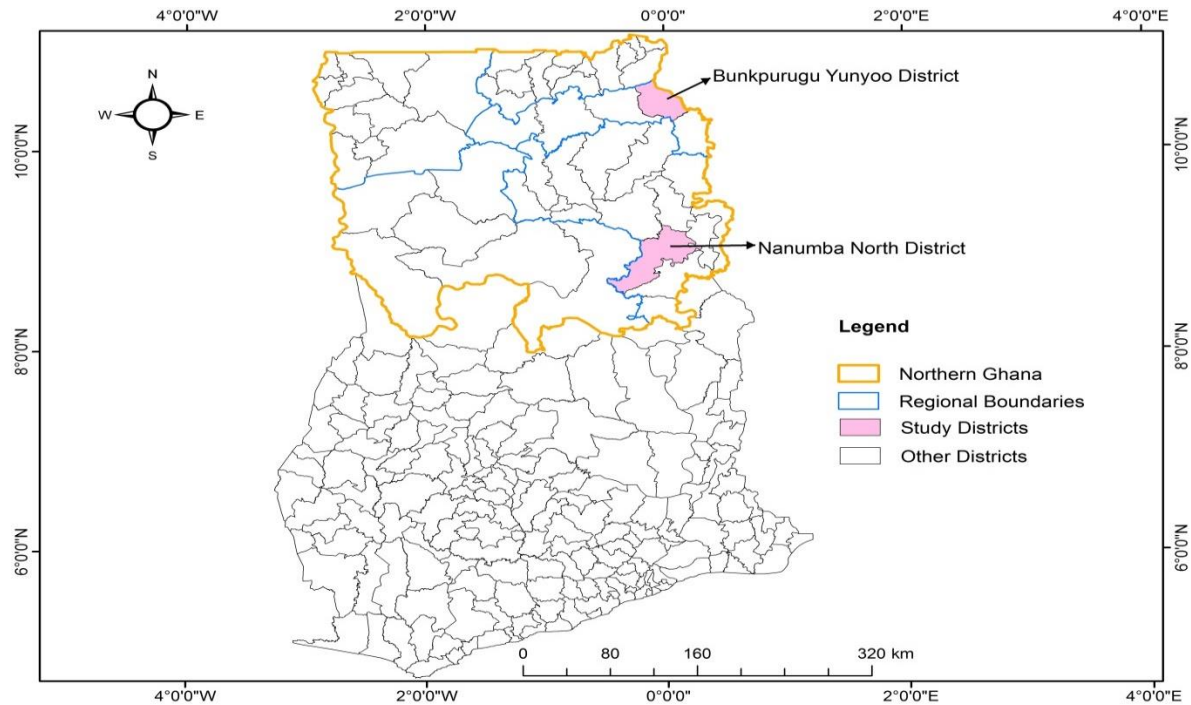 4°0'0"W 2°0'0"W 0°0'0" 2°0'0"E 4°0'0"E
N
W E
S
Bunkpurugu Yunyoo District
10°0'0"N 10°0'0"N
Nanumba North District
Legend
8°0'0"N 8°0'0"N
Northern Ghana
Regional Boundaries
Study Districts
Other Districts
6°0'0"N 6°0'0"N
0 80 160 320 km
4°0'0"W 2°0'0"W 0°0'0" 2°0'0"E 4°0'0"E